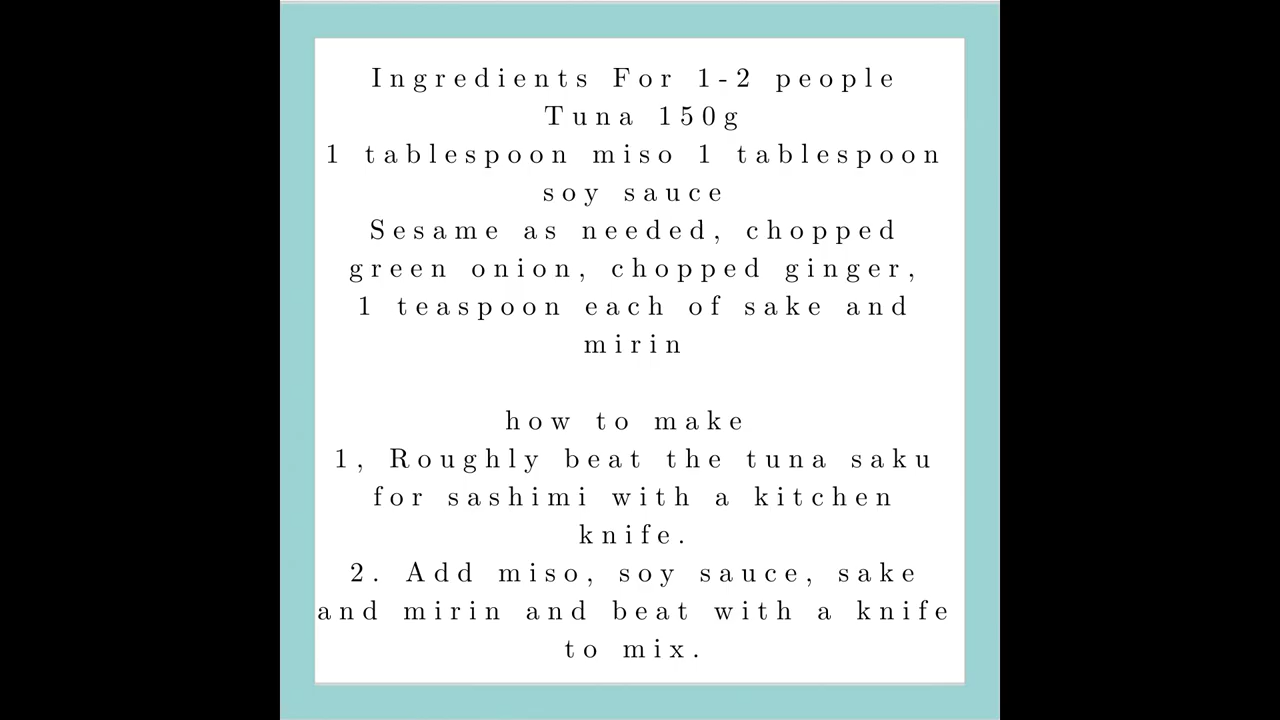 Ingredients For 1-2 people
Tuna 150g
1 tablespoon miso 1 tablespoon
soy sauce
Sesame as needed, chopped
green onion, chopped ginger,
1 teaspoon each of sake and
mirin
how to make
1, Roughly beat the tuna saku
for sashimi with a kitchen
knife.
2. Add miso, soy sauce, sake
and mirin and beat with a knife
to mix.